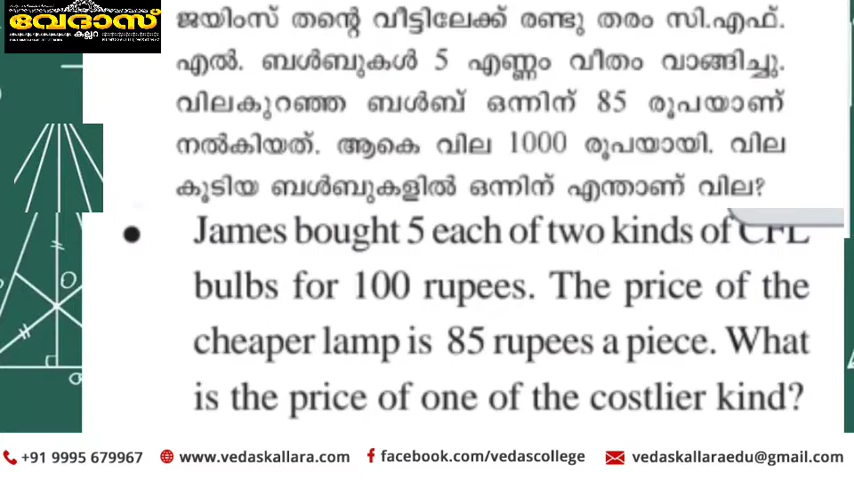 വേദാസ്
കല്ലറ
ജയിംസ് തന്റെ വീട്ടിലേക്ക് രണ്ടു തരം സി.എഫ്.
എൽ. ബൾബുകൾ 5 എണ്ണം വീതം വാങ്ങിച്ചു.
വിലകുറഞ്ഞ ബൾബ് ഒന്നിന് 85 രൂപയാണ്
നൽകിയത്. ആകെ വില 1000 രൂപയായി. വില
കൂടിയ ബൾബുകളിൽ ഒന്നിന് എന്താണ് വില?
● James bought 5 each of two kinds of CFL
bulbs for 100 rupees. The price of the
cheaper lamp is 85 rupees a piece. What
is the price of one of the costlier kind?
O
+91 9995 679967 www.vedaskallara.com facebook.com/vedascollege vedaskallaraedu@gmail.com